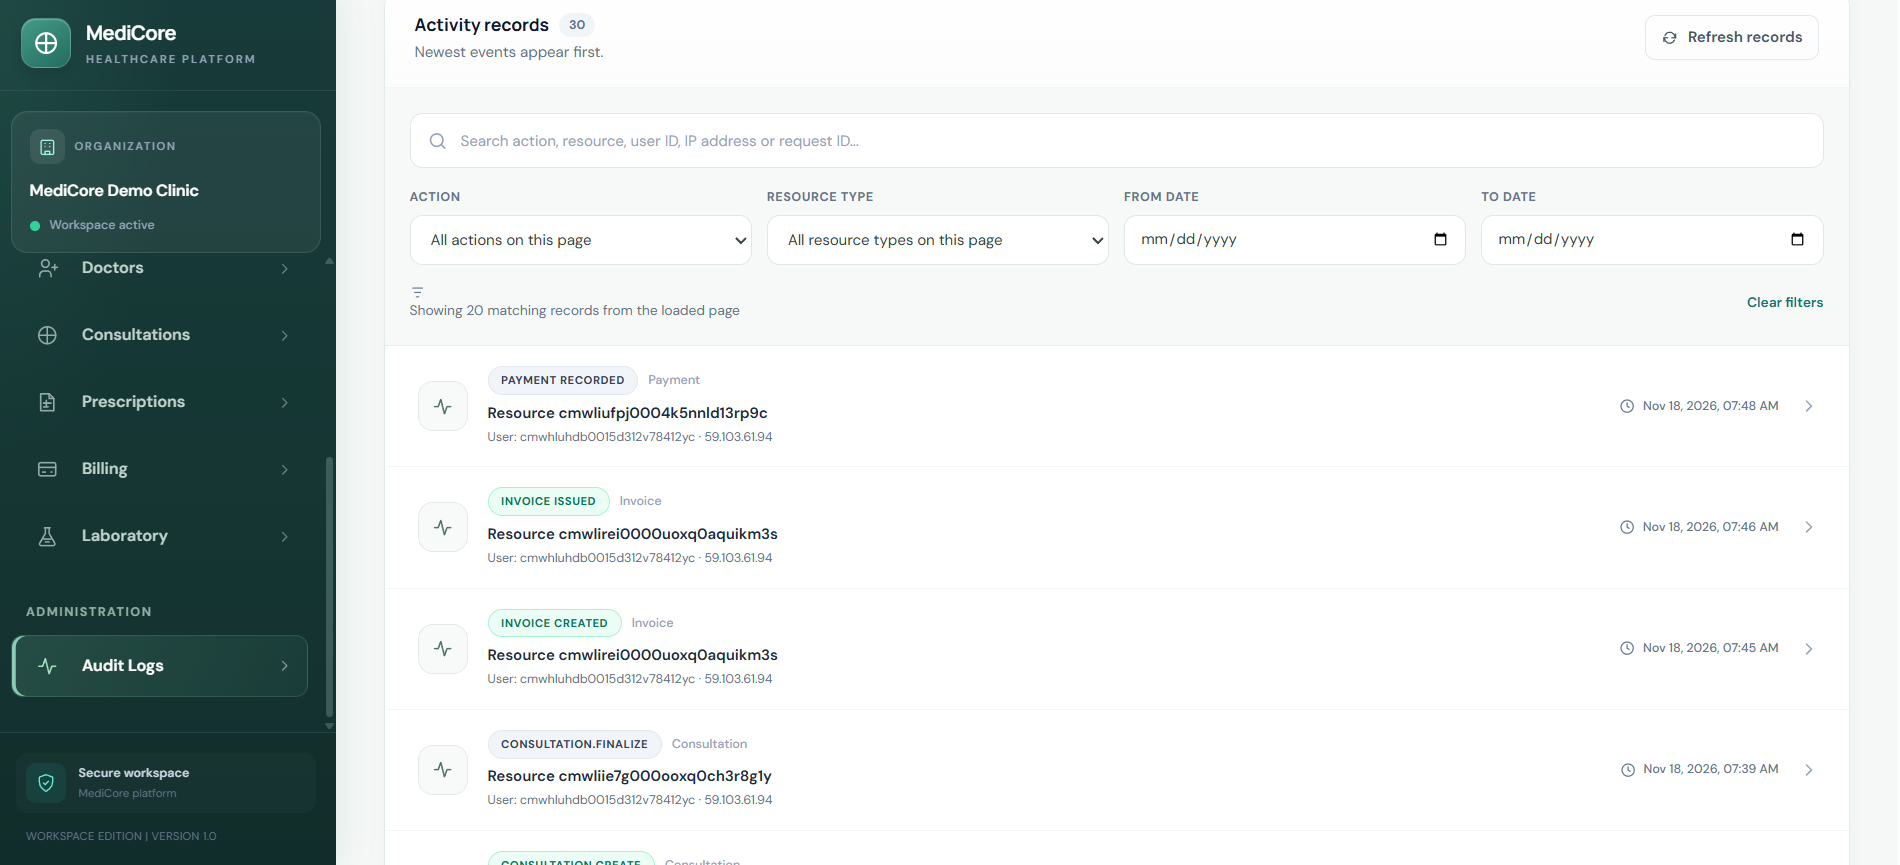 MediCore
HEALTHCARE PLATFORM
ORGANIZATION
MediCore Demo Clinic
Workspace active
Doctors
Consultations
Prescriptions
Billing
Laboratory
ADMINISTRATION
Audit Logs
Secure workspace
MediCore platform
WORKSPACE EDITION | VERSION 1.0
Activity records 30
Newest events appear first.
Refresh records
Search action, resource, user ID, IP address or request ID...
ACTION RESOURCE TYPE FROM DATE TO DATE
All actions on this page All resource types on this page mm/dd/yyyy mm/dd/yyyy
Showing 20 matching records from the loaded page
Clear filters
PAYMENT RECORDED Payment
Resource cmwliufpj0004k5nnld13rp9c
User: cmwhluhdb0015d312v78412yc · 59.103.61.94
Nov 18, 2026, 07:48 AM
INVOICE ISSUED Invoice
Resource cmwlirei0000uoxq0aquikm3s
User: cmwhluhdb0015d312v78412yc · 59.103.61.94
Nov 18, 2026, 07:46 AM
INVOICE CREATED Invoice
Resource cmwlirei0000uoxq0aquikm3s
User: cmwhluhdb0015d312v78412yc · 59.103.61.94
Nov 18, 2026, 07:45 AM
CONSULTATION.FINALIZE Consultation
Resource cmwliie7g000ooxq0ch3r8g1y
User: cmwhluhdb0015d312v78412yc · 59.103.61.94
Nov 18, 2026, 07:39 AM
CONSULTATION.CREATE Consultation